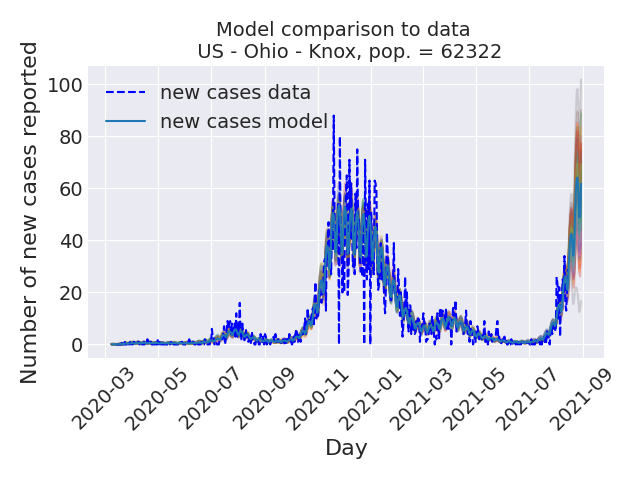 Model comparison to data
US - Ohio - Knox, pop. = 62322
Number of new cases reported
100
80
60
40
20
0
new cases data
new cases model
2020-03
2020-05
2020-07
2020-09
2020-11
2021-01
2021-03
2021-05
2021-07
2021-09
Day